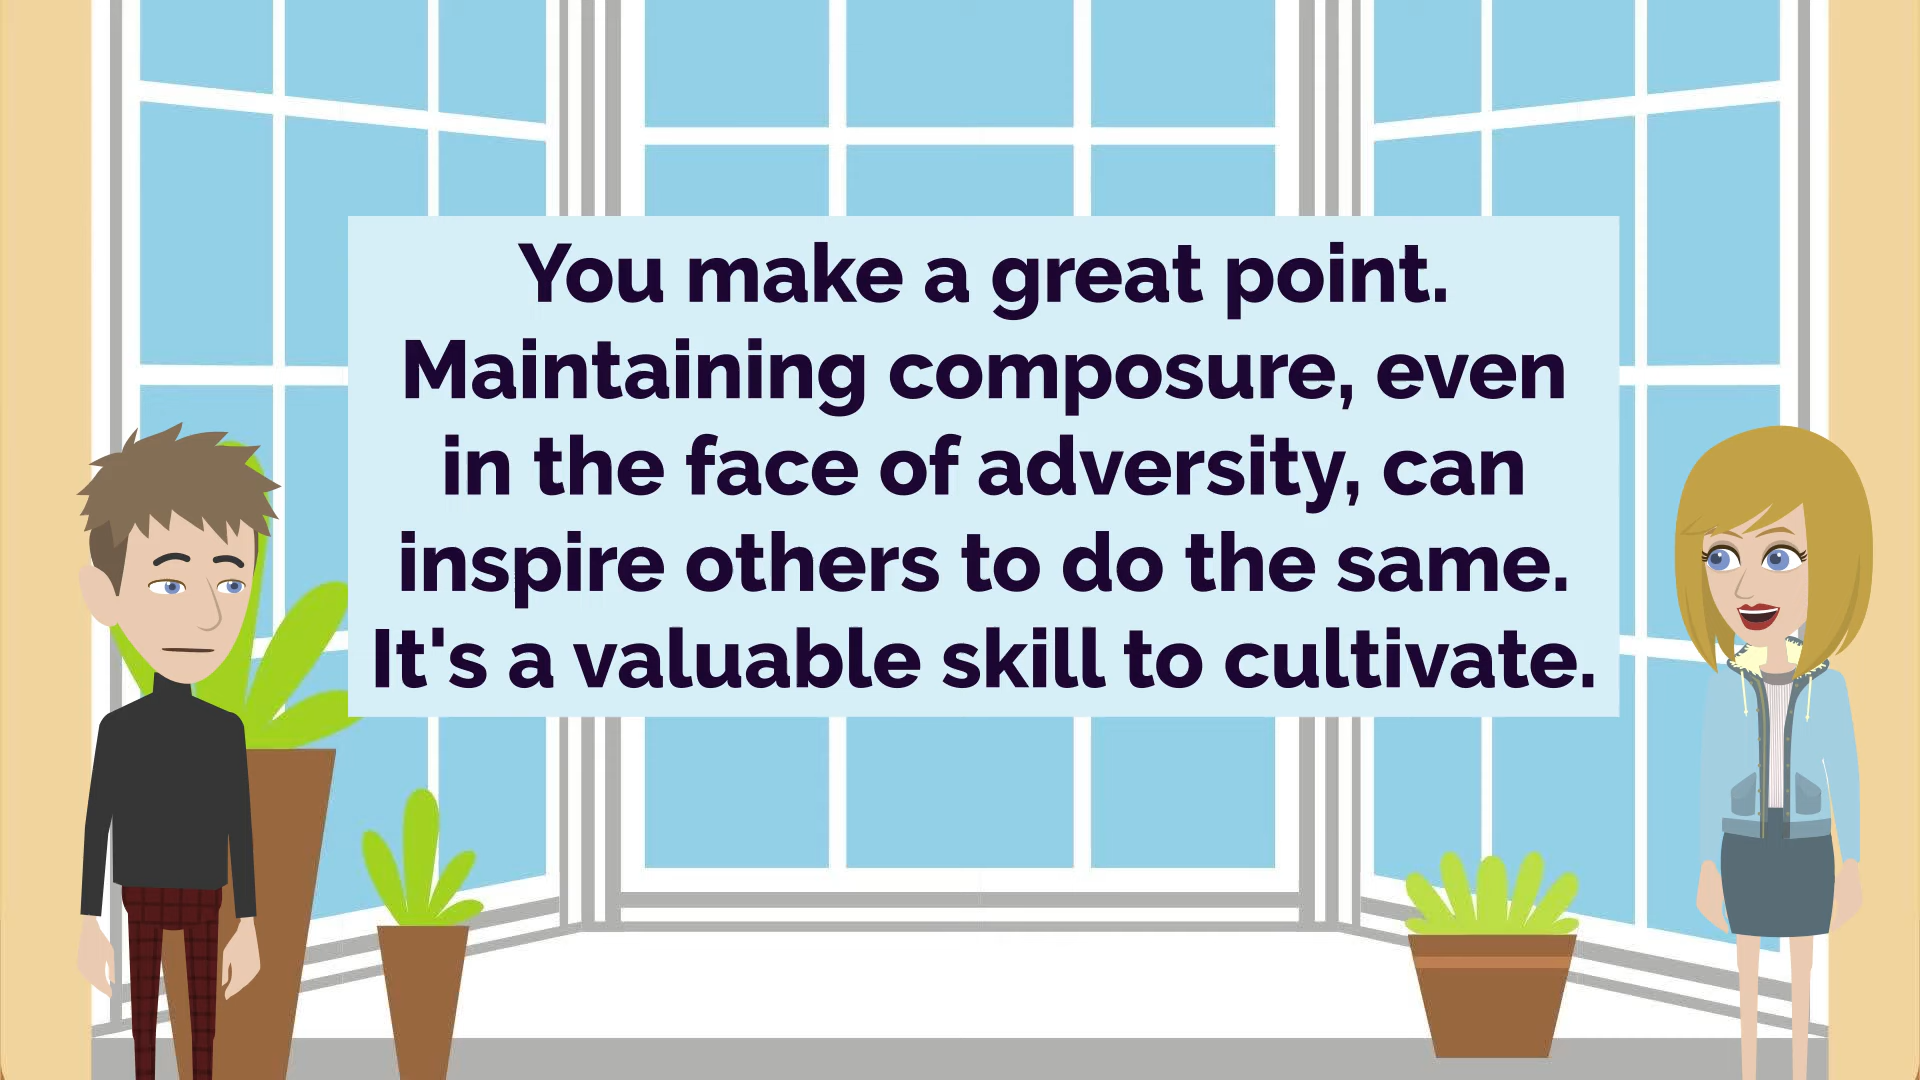 You make a great point.
Maintaining composure, even
in the face of adversity, can
inspire others to do the same.
It's a valuable skill to cultivate.